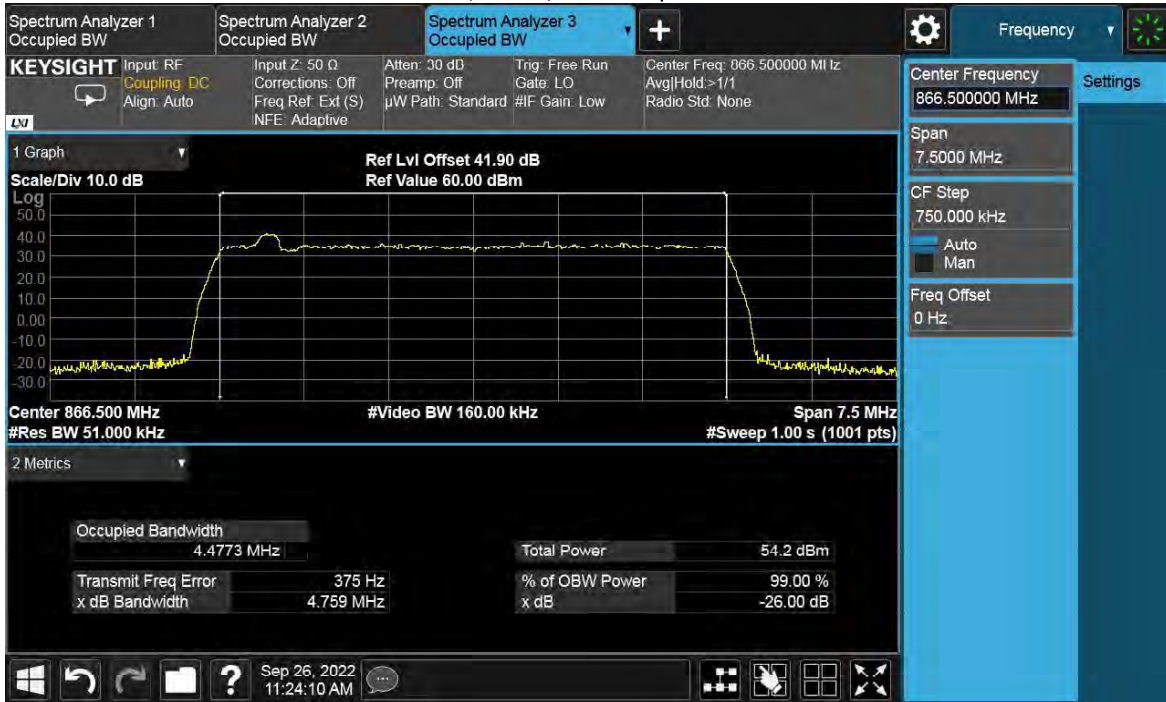 Spectrum Analyzer 1
Occupied BW
Spectrum Analyzer 2
Occupied BW
Spectrum Analyzer 3
Occupied BW
+
Frequency
KEYSIGHT
LXI
Input: RF
Coupling: DC
Align: Auto
Input Z: 50 Ω
Corrections: Off
Freq Ref: Ext (S)
NFE: Adaptive
Atten: 30 dB
Preamp: Off
µW Path: Standard
Trig: Free Run
Gate: LO
#IF Gain: Low
Center Freq: 866.500000 MHz
Avg|Hold:>1/1
Radio Std: None
Center Frequency
866.500000 MHz
Settings
Span
7.5000 MHz
CF Step
750.000 kHz
Auto
Man
Freq Offset
0 Hz
1 Graph
Scale/Div 10.0 dB
Ref Lvl Offset 41.90 dB
Ref Value 60.00 dBm
Log
50.0
40.0
30.0
20.0
10.0
0.00
-10.0
-20.0
-30.0
Center 866.500 MHz
#Video BW 160.00 kHz
Span 7.5 MHz
#Res BW 51.000 kHz
#Sweep 1.00 s (1001 pts)
2 Metrics
Occupied Bandwidth
4.4773 MHz
Total Power 54.2 dBm
Transmit Freq Error 375 Hz
% of OBW Power 99.00 %
x dB Bandwidth 4.759 MHz
x dB -26.00 dB
?
Sep 26, 2022
11:24:10 AM